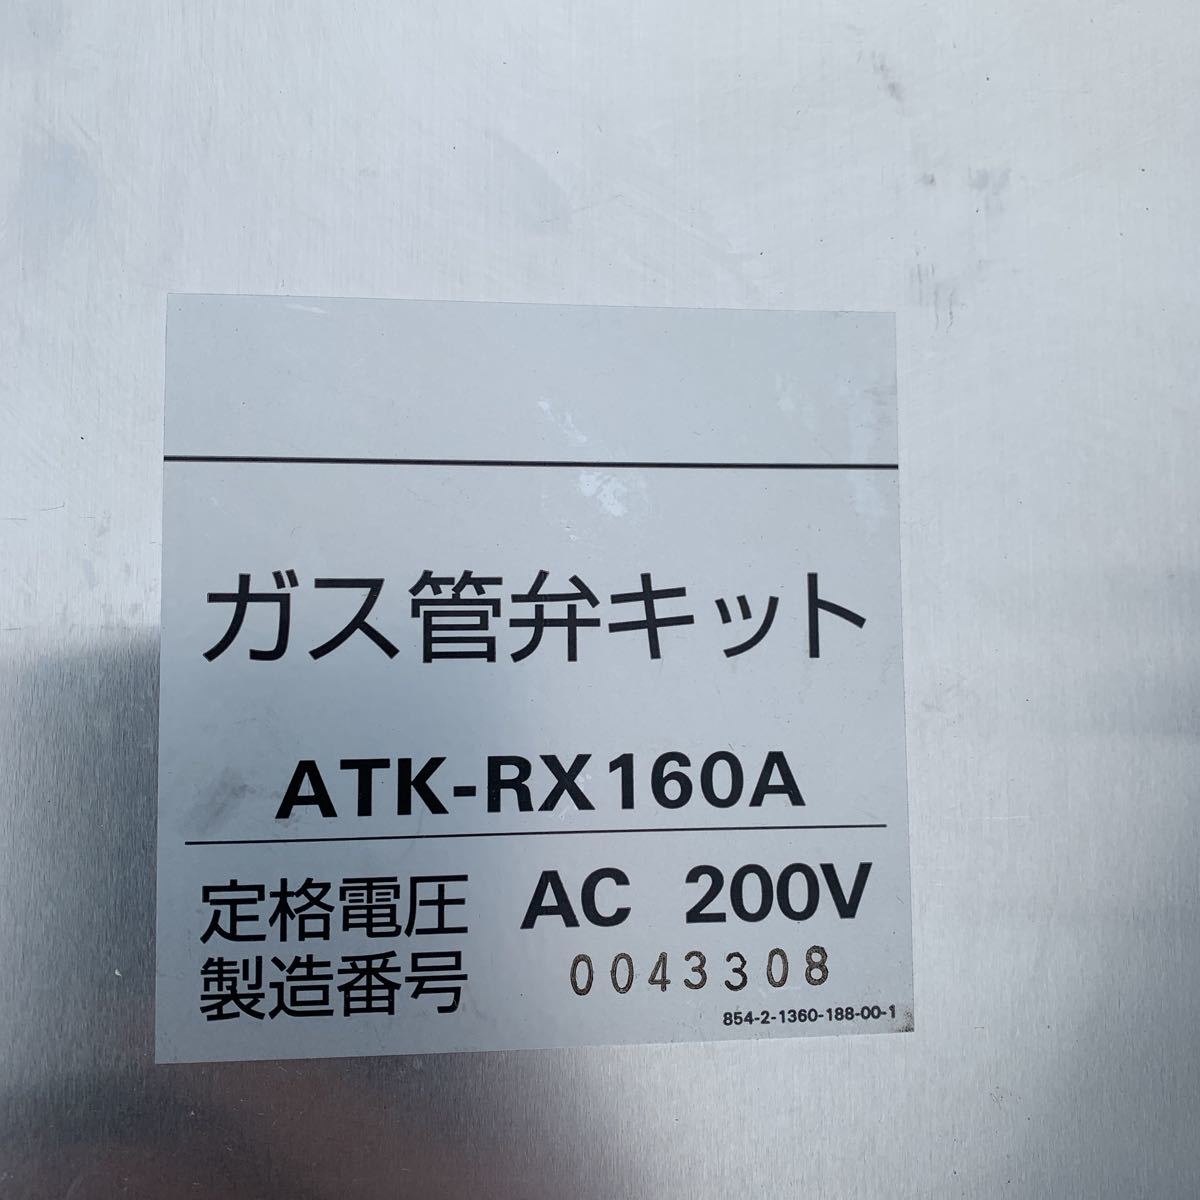 ガス管弁キット
ATK-RX160A
定格電圧 AC 200V
製造番号 0043308
854-2-1360-188-00-1